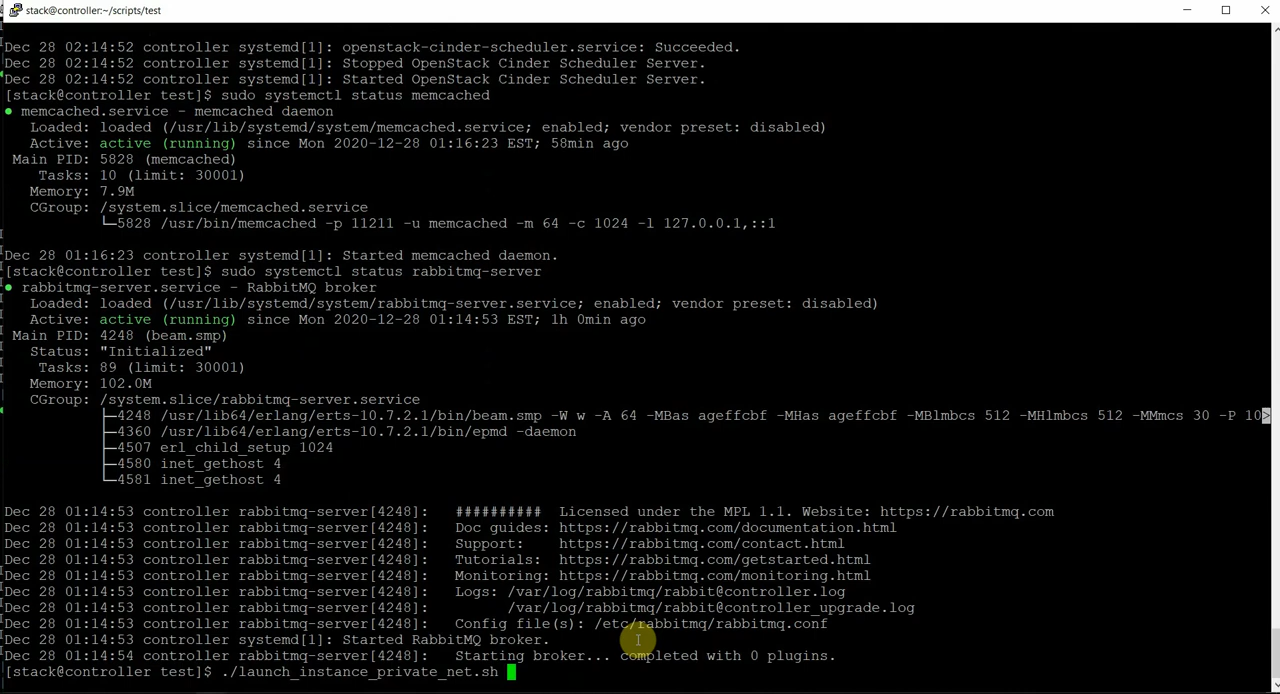 stack@controller:~/scripts/test
Dec 28 02:14:52 controller systemd[1]: openstack-cinder-scheduler.service: Succeeded.
Dec 28 02:14:52 controller systemd[1]: Stopped OpenStack Cinder Scheduler Server.
Dec 28 02:14:52 controller systemd[1]: Started OpenStack Cinder Scheduler Server.
[stack@controller test]$ sudo systemctl status memcached
● memcached.service - memcached daemon
Loaded: loaded (/usr/lib/systemd/system/memcached.service; enabled; vendor preset: disabled)
Active: active (running) since Mon 2020-12-28 01:16:23 EST; 58min ago
Main PID: 5828 (memcached)
Tasks: 10 (limit: 30001)
Memory: 7.9M
CGroup: /system.slice/memcached.service
└─5828 /usr/bin/memcached -p 11211 -u memcached -m 64 -c 1024 -l 127.0.0.1,::1
Dec 28 01:16:23 controller systemd[1]: Started memcached daemon.
[stack@controller test]$ sudo systemctl status rabbitmq-server
● rabbitmq-server.service - RabbitMQ broker
Loaded: loaded (/usr/lib/systemd/system/rabbitmq-server.service; enabled; vendor preset: disabled)
Active: active (running) since Mon 2020-12-28 01:14:53 EST; 1h 0min ago
Main PID: 4248 (beam.smp)
Status: "Initialized"
Tasks: 89 (limit: 30001)
Memory: 102.0M
CGroup: /system.slice/rabbitmq-server.service
├─4248 /usr/lib64/erlang/erts-10.7.2.1/bin/beam.smp -W w -A 64 -MBas ageffcbf -MHas ageffcbf -MBlmbcs 512 -MHlmbcs 512 -MMmcs 30 -P 10>
├─4360 /usr/lib64/erlang/erts-10.7.2.1/bin/epmd -daemon
├─4507 erl_child_setup 1024
├─4580 inet_gethost 4
└─4581 inet_gethost 4
Dec 28 01:14:53 controller rabbitmq-server[4248]: ########## Licensed under the MPL 1.1. Website: https://rabbitmq.com
Dec 28 01:14:53 controller rabbitmq-server[4248]: Doc guides: https://rabbitmq.com/documentation.html
Dec 28 01:14:53 controller rabbitmq-server[4248]: Support: https://rabbitmq.com/contact.html
Dec 28 01:14:53 controller rabbitmq-server[4248]: Tutorials: https://rabbitmq.com/getstarted.html
Dec 28 01:14:53 controller rabbitmq-server[4248]: Monitoring: https://rabbitmq.com/monitoring.html
Dec 28 01:14:53 controller rabbitmq-server[4248]: Logs: /var/log/rabbitmq/rabbit@controller.log
Dec 28 01:14:53 controller rabbitmq-server[4248]: /var/log/rabbitmq/rabbit@controller_upgrade.log
Dec 28 01:14:53 controller rabbitmq-server[4248]: Config file(s): /etc/rabbitmq/rabbitmq.conf
Dec 28 01:14:53 controller systemd[1]: Started RabbitMQ broker.
Dec 28 01:14:54 controller rabbitmq-server[4248]: Starting broker... completed with 0 plugins.
[stack@controller test]$ ./launch_instance_private_net.sh